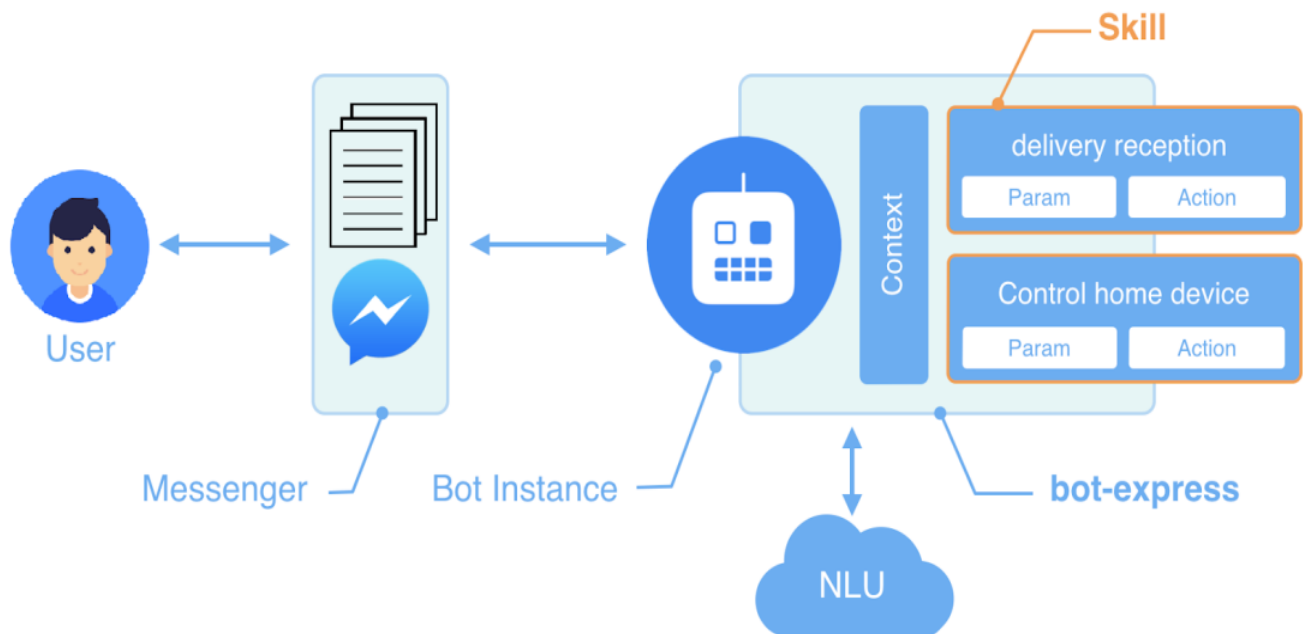 Skill
delivery reception
Param
Action
Context
Control home device
Param
Action
User
Messenger
Bot Instance
bot-express
NLU